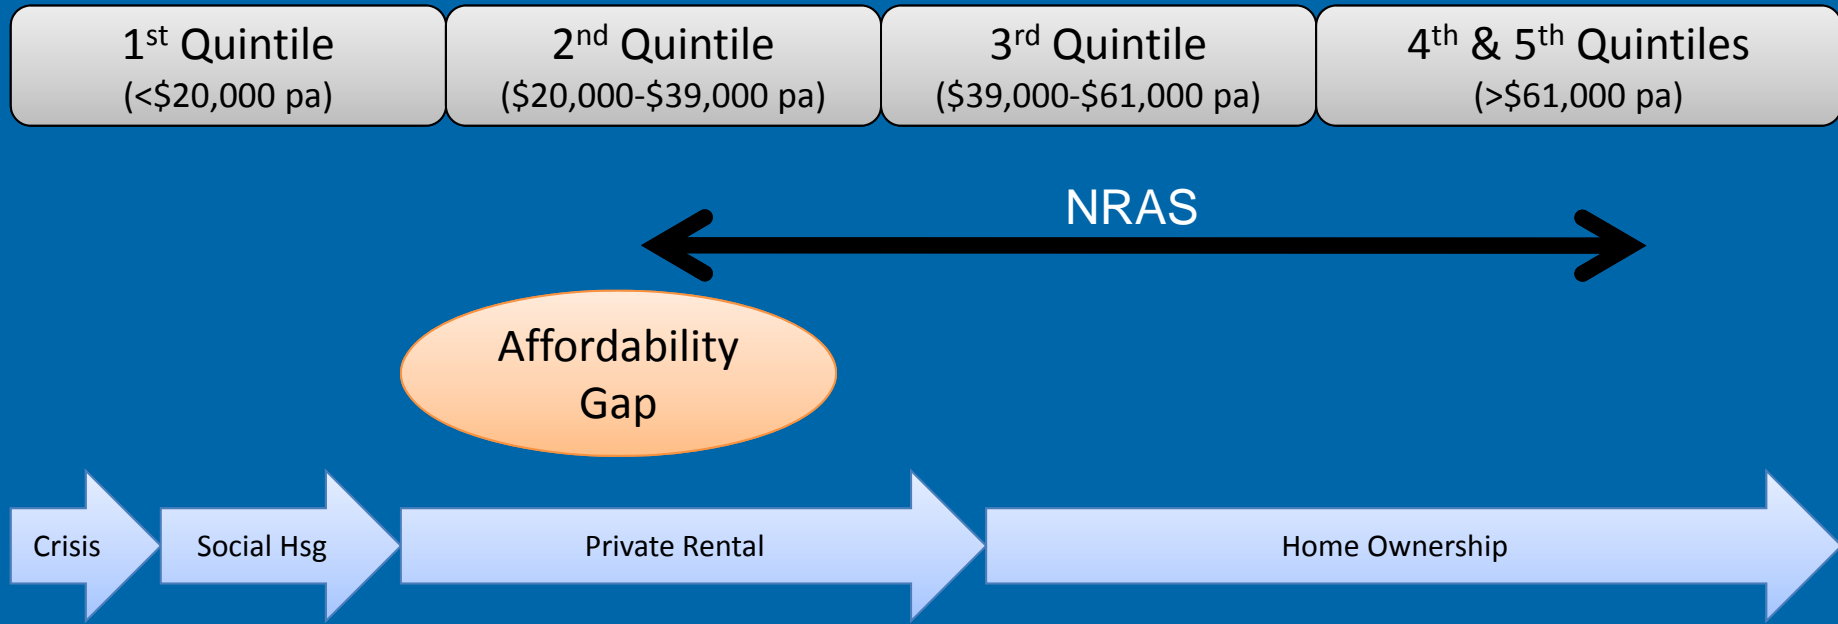 1st Quintile
(<$20,000 pa)
2nd Quintile
($20,000-$39,000 pa)
3rd Quintile
($39,000-$61,000 pa)
4th & 5th Quintiles
(>$61,000 pa)
NRAS
Affordability
Gap
Crisis
Social Hsg
Private Rental
Home Ownership